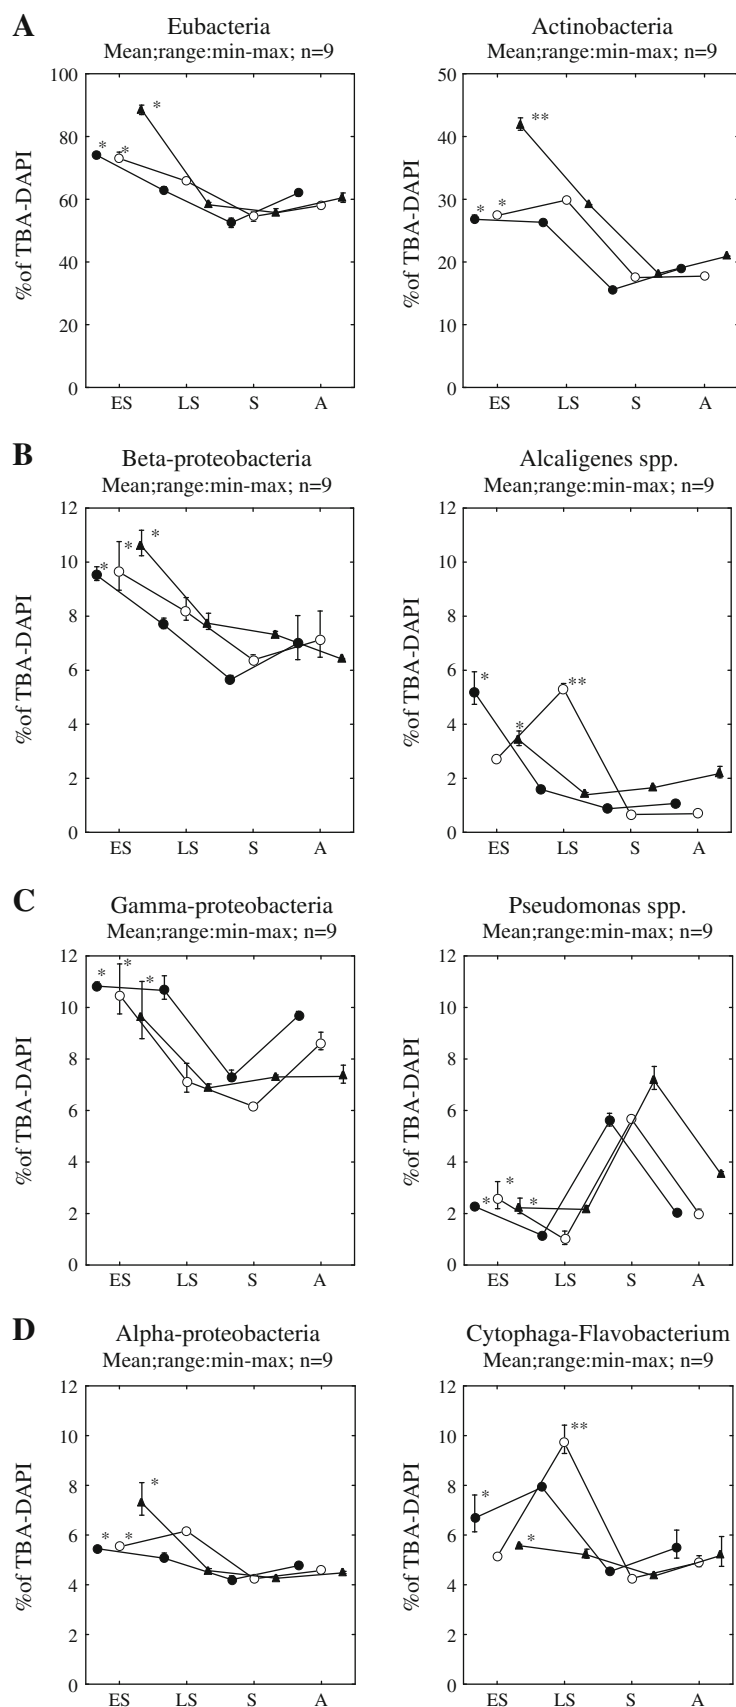 A
Eubacteria
Mean;range:min-max; n=9
100
80
60
40
20
0
%of TBA-DAPI
* * *
ES LS S A
Actinobacteria
Mean;range:min-max; n=9
50
40
30
20
10
0
%of TBA-DAPI
* * **
ES LS S A
B
Beta-proteobacteria
Mean;range:min-max; n=9
12
10
8
6
4
2
0
%of TBA-DAPI
* * *
ES LS S A
Alcaligenes spp.
Mean;range:min-max; n=9
12
10
8
6
4
2
0
%of TBA-DAPI
* * **
ES LS S A
C
Gamma-proteobacteria
Mean;range:min-max; n=9
12
10
8
6
4
2
0
%of TBA-DAPI
* * *
ES LS S A
Pseudomonas spp.
Mean;range:min-max; n=9
12
10
8
6
4
2
0
%of TBA-DAPI
* * *
ES LS S A
D
Alpha-proteobacteria
Mean;range:min-max; n=9
12
10
8
6
4
2
0
%of TBA-DAPI
* * *
ES LS S A
Cytophaga-Flavobacterium
Mean;range:min-max; n=9
12
10
8
6
4
2
0
%of TBA-DAPI
* * **
ES LS S A